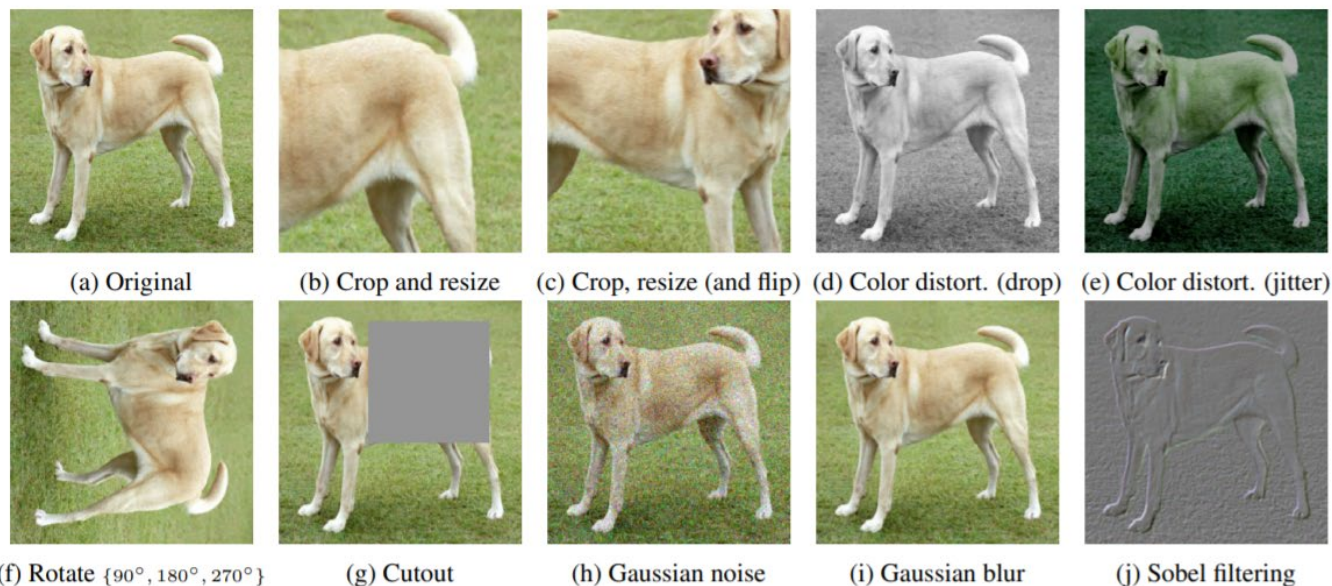 (a) Original
(b) Crop and resize
(c) Crop, resize (and flip)
(d) Color distort. (drop)
(e) Color distort. (jitter)
(f) Rotate {90°, 180°, 270°}
(g) Cutout
(h) Gaussian noise
(i) Gaussian blur
(j) Sobel filtering